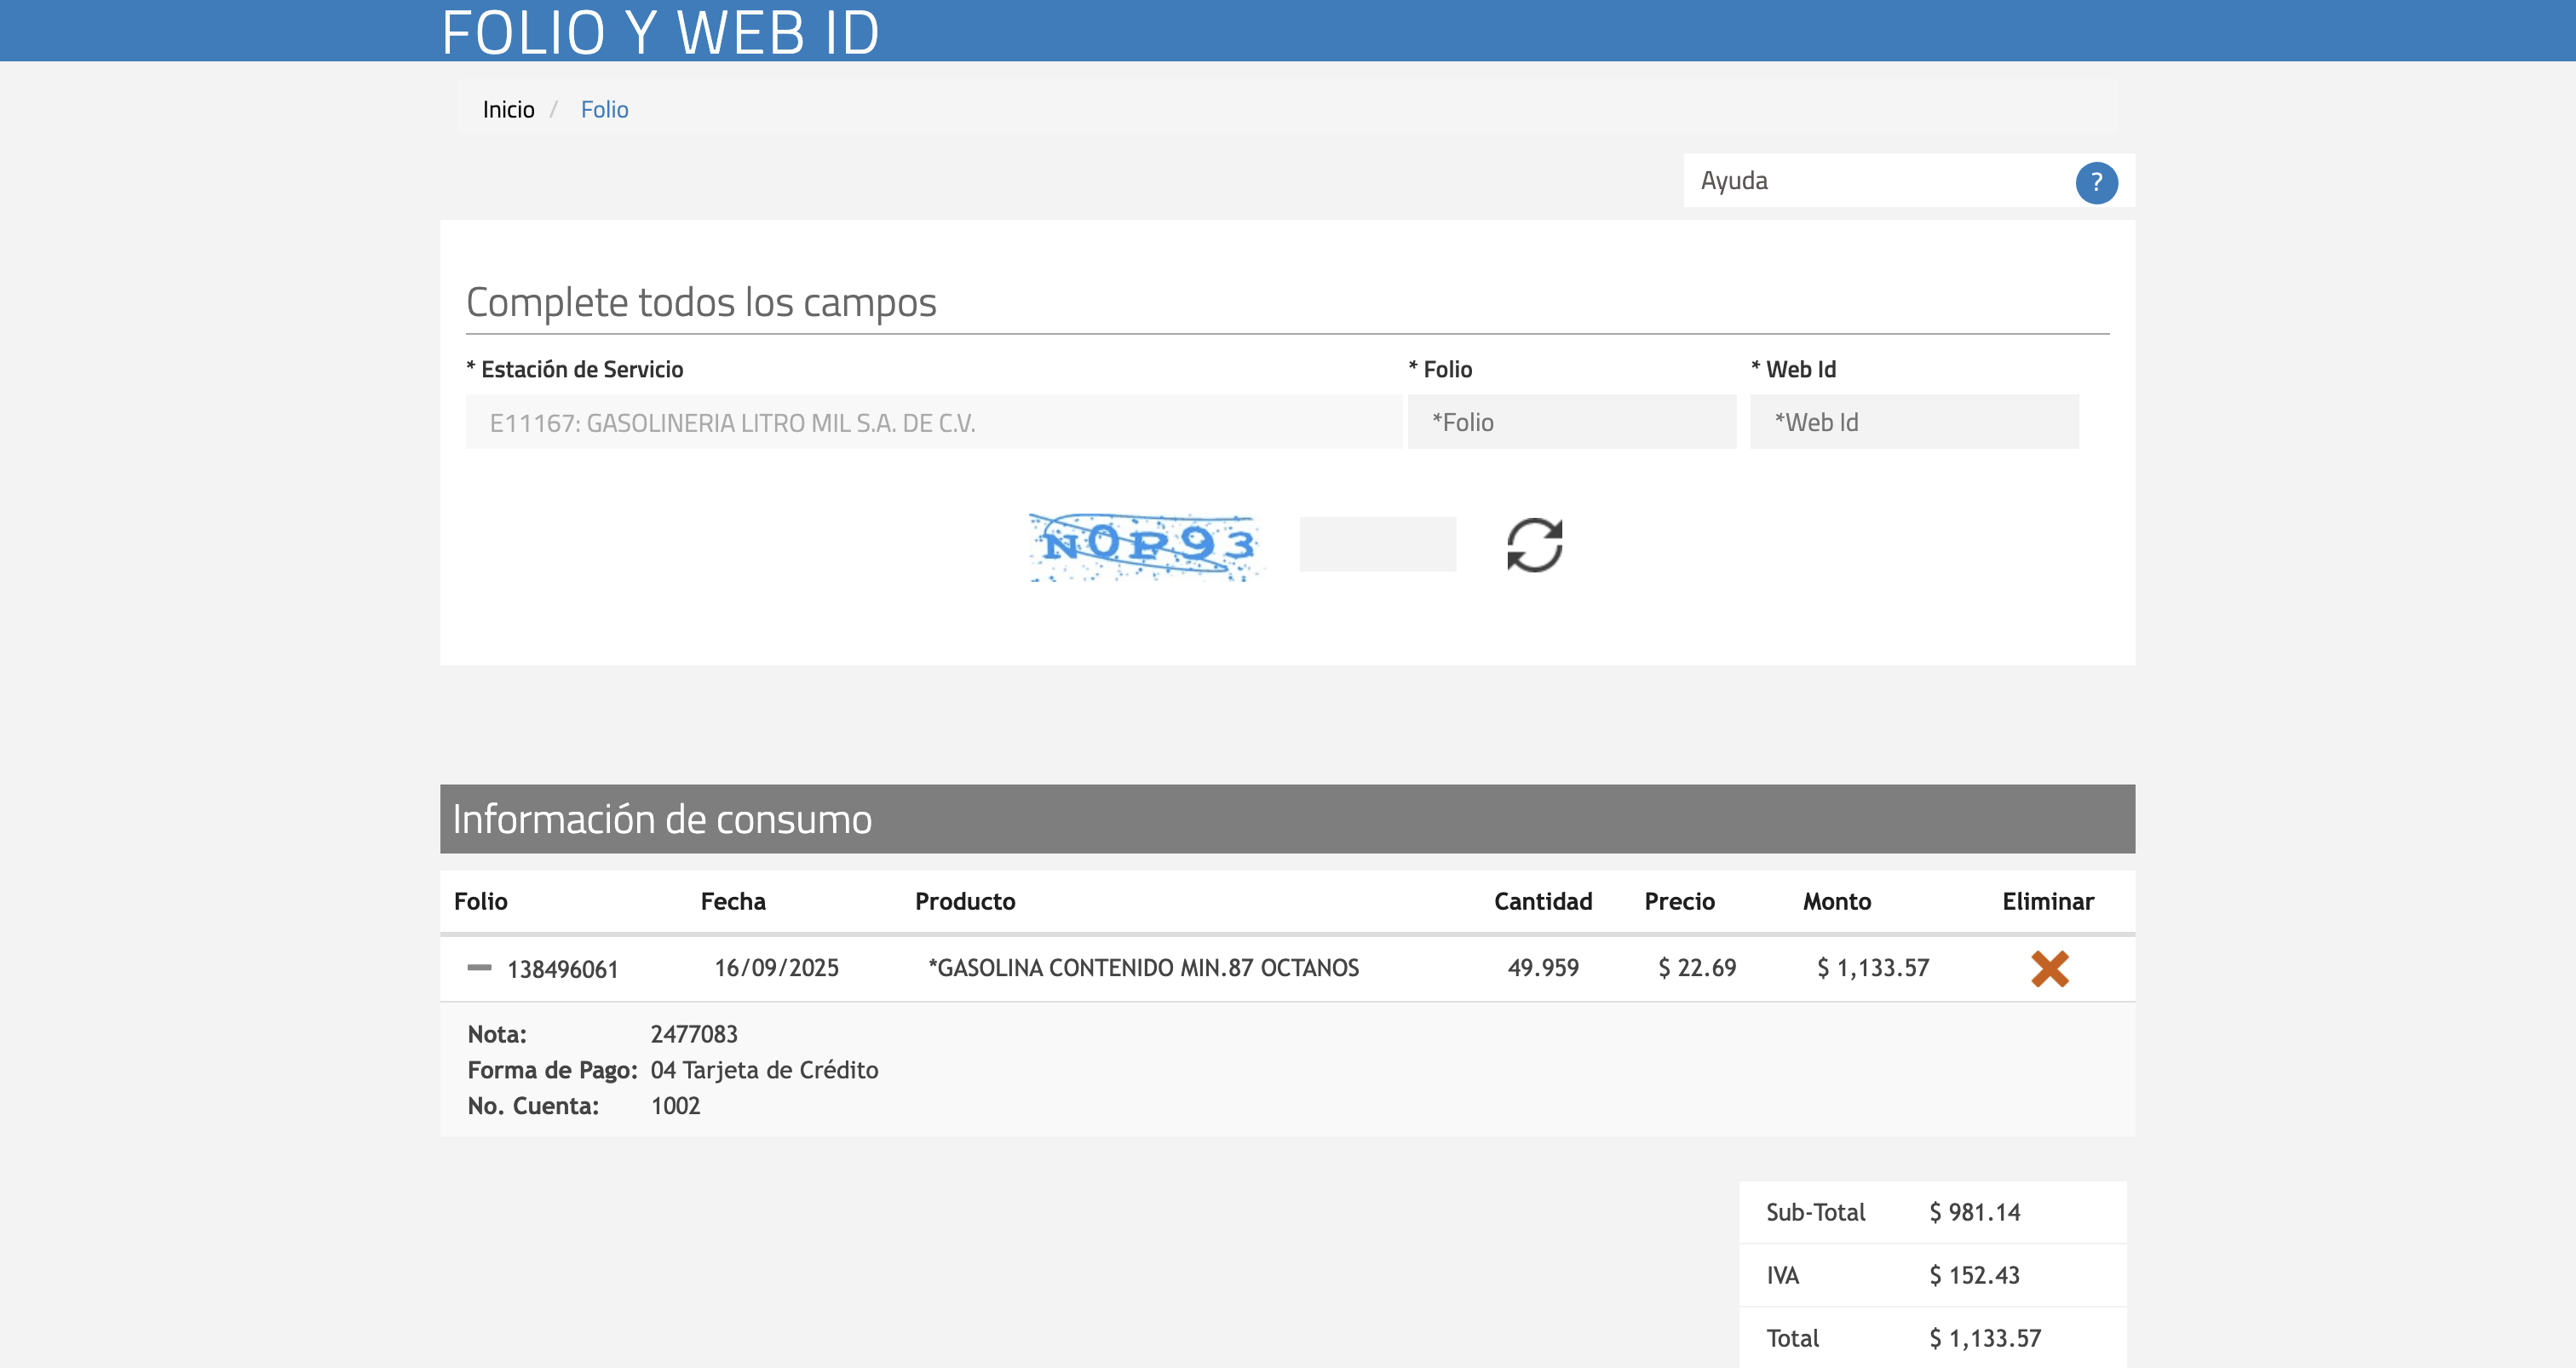 FOLIO Y WEB ID
Inicio / Folio
Ayuda ?
Complete todos los campos
* Estación de Servicio * Folio * Web Id
E11167: GASOLINERIA LITRO MIL S.A. DE C.V. *Folio *Web Id
Información de consumo
Folio Fecha Producto Cantidad Precio Monto Eliminar
138496061 16/09/2025 *GASOLINA CONTENIDO MIN.87 OCTANOS 49.959 $ 22.69 $ 1,133.57
Nota: 2477083
Forma de Pago: 04 Tarjeta de Crédito
No. Cuenta: 1002
Sub-Total $ 981.14
IVA $ 152.43
Total $ 1,133.57